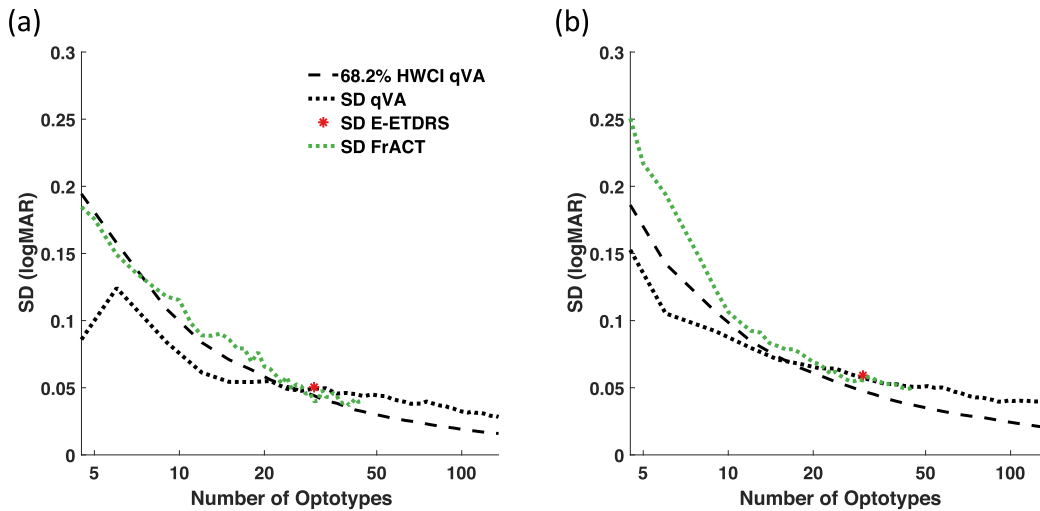 (a)
0.3
0.25
0.2
0.15
0.1
0.05
0
SD (logMAR)
5 10 20 50 100
Number of Optotypes
68.2% HWCI qVA
SD qVA
SD E-ETDRS
SD FrACT
(b)
0.3
0.25
0.2
0.15
0.1
0.05
0
SD (logMAR)
5 10 20 50 100
Number of Optotypes